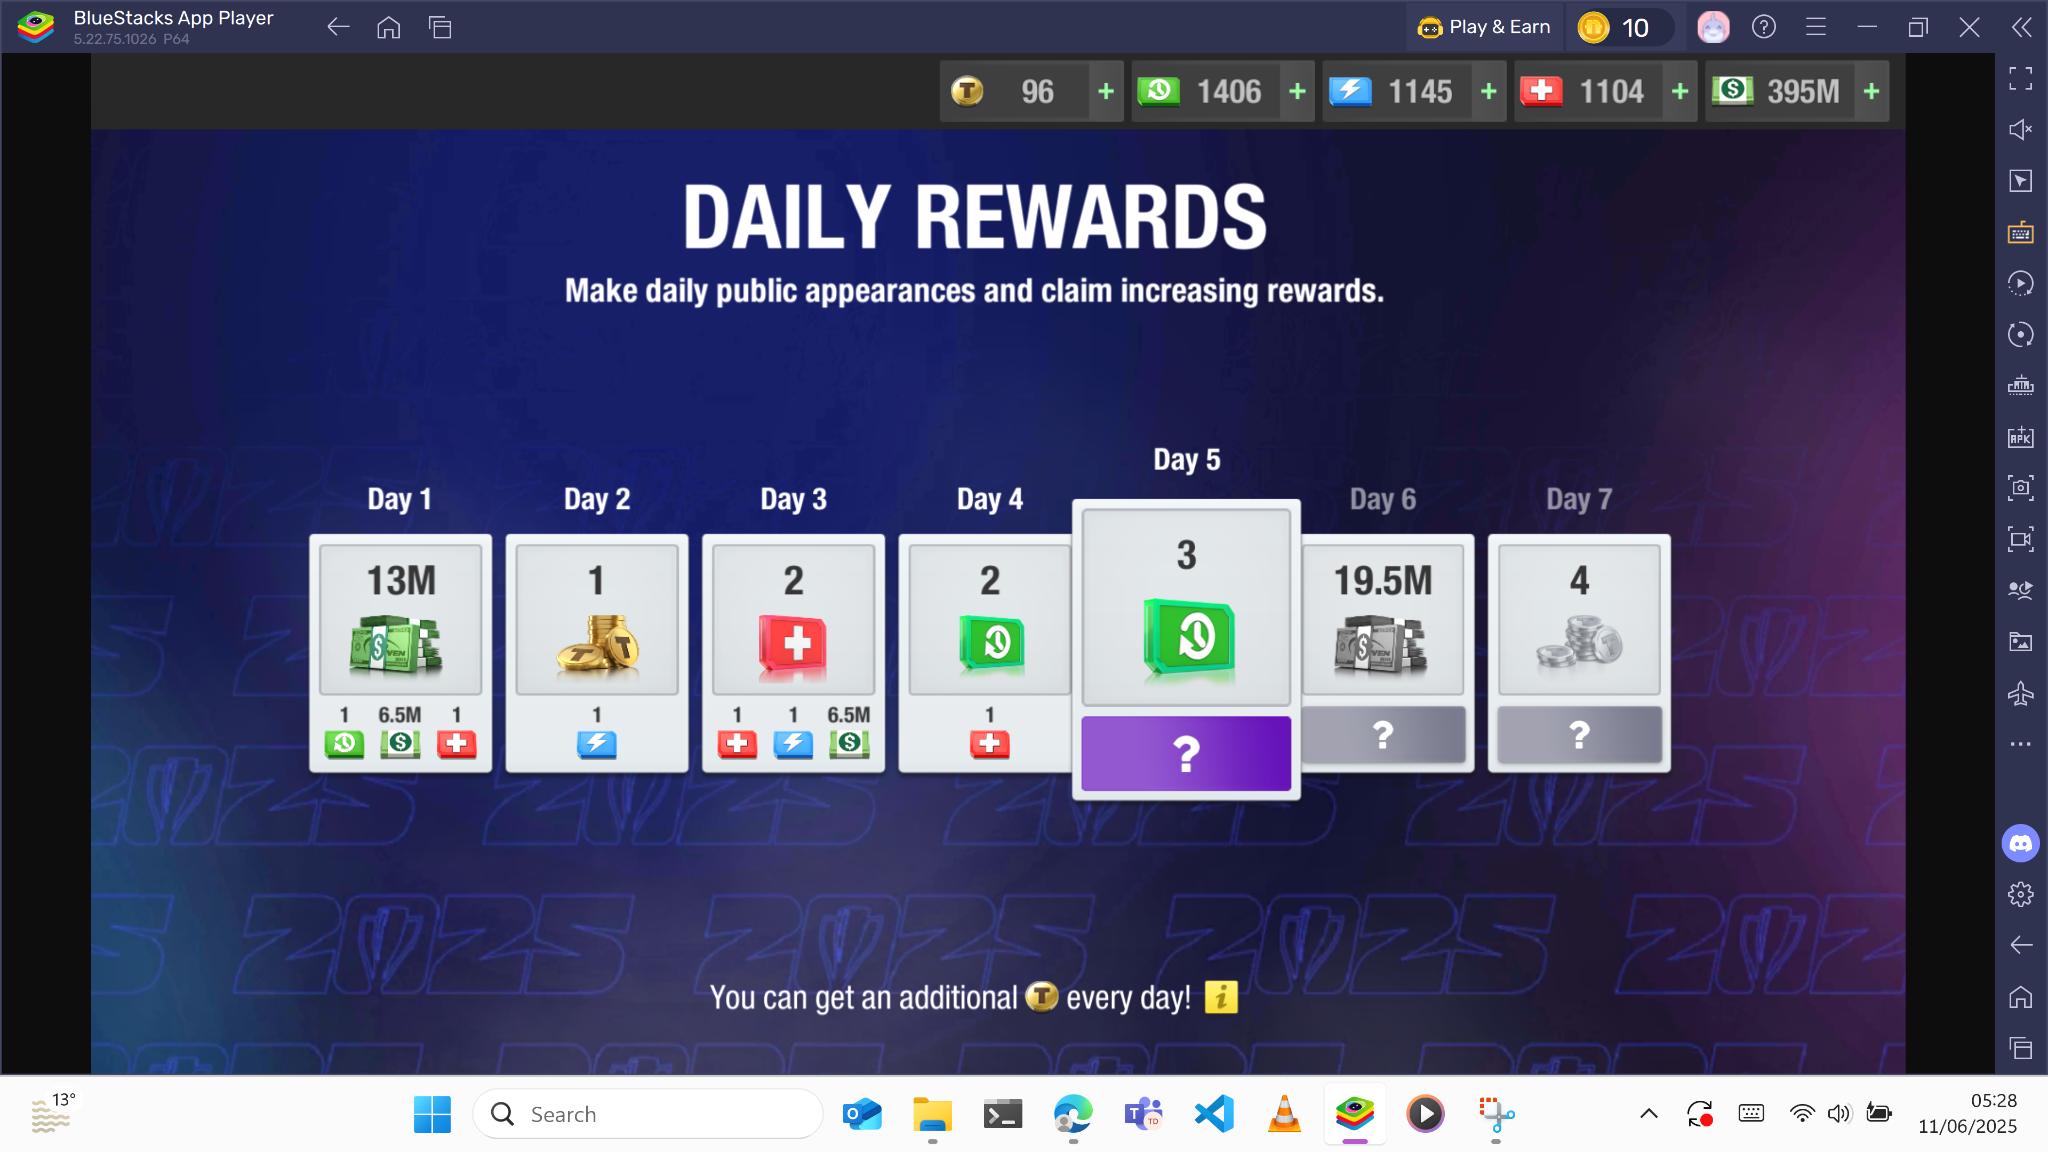 BlueStacks App Player
5.22.75.1026 P64
Play & Earn
10
96 + 1406 + 1145 + 1104 + 395M +
DAILY REWARDS
Make daily public appearances and claim increasing rewards.
Day 1
13M
1 6.5M 1
Day 2
1
1
Day 3
2
1 1 6.5M
Day 4
2
1
Day 5
3
?
Day 6
19.5M
?
Day 7
4
?
You can get an additional T every day! i
13°
Search
05:28
11/06/2025